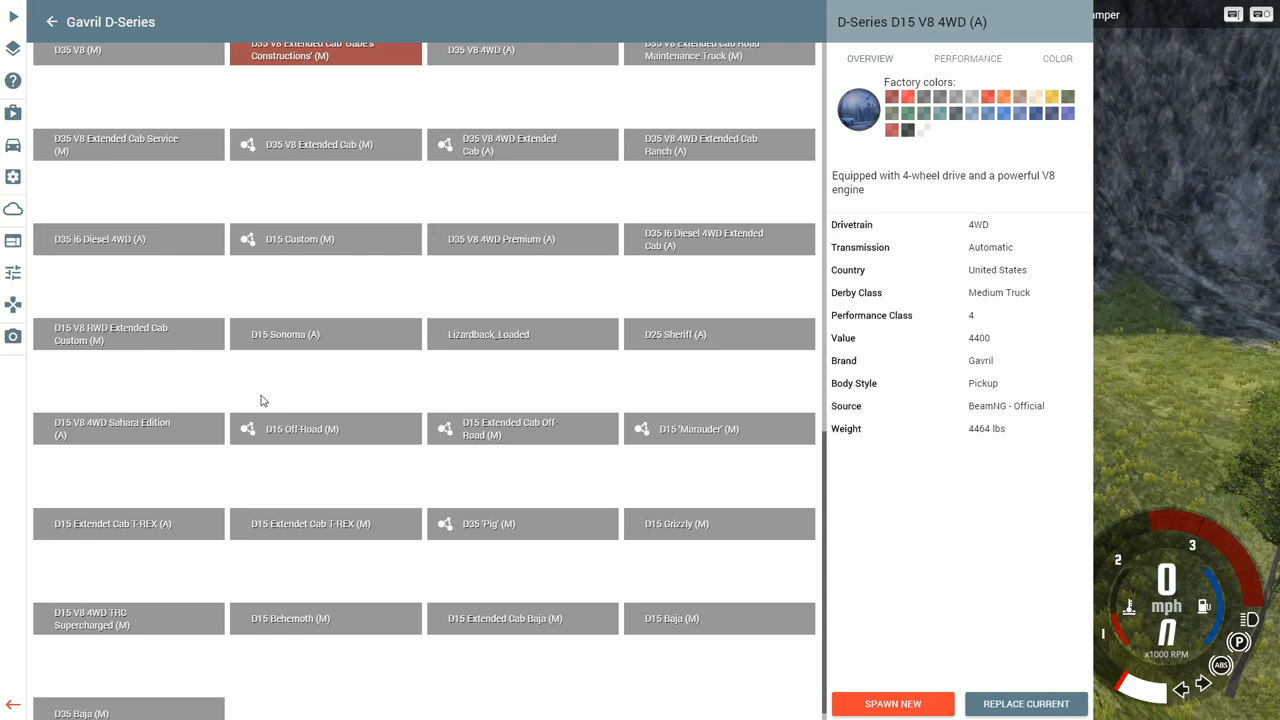 Gavril D-Series
D35 V8 (M)
D35 V8 Extended Cab 'Gabe's
Constructions' (M)
D35 V8 4WD (A)
D35 V8 Extended Cab Road
Maintenance Truck (M)
D35 V8 Extended Cab Service
(M)
D35 V8 Extended Cab (M)
D35 V8 4WD Extended
Cab (A)
D35 V8 4WD Extended Cab
Ranch (A)
D35 i6 Diesel 4WD (A)
D15 Custom (M)
D35 V8 4WD Premium (A)
D35 I6 Diesel 4WD Extended
Cab (A)
D15 V8 RWD Extended Cab
Custom (M)
D15 Sonoma (A)
Lizardback_Loaded
D25 Sheriff (A)
D15 V8 4WD Sahara Edition
(A)
D15 Off-Road (M)
D15 Extended Cab Off-
Road (M)
D15 'Marauder' (M)
D15 Extendet Cab T-REX (A)
D15 Extendet Cab T-REX (M)
D35 'Pig' (M)
D15 Grizzly (M)
D15 V8 4WD TRC
Supercharged (M)
D15 Behemoth (M)
D15 Extended Cab Baja (M)
D15 Baja (M)
D35 Baja (M)
D-Series D15 V8 4WD (A)
OVERVIEW
PERFORMANCE
COLOR
Factory colors:
Equipped with 4-wheel drive and a powerful V8
engine
Drivetrain 4WD
Transmission Automatic
Country United States
Derby Class Medium Truck
Performance Class 4
Value 4400
Brand Gavril
Body Style Pickup
Source BeamNG - Official
Weight 4464 lbs
SPAWN NEW
REPLACE CURRENT
amper
1
2
3
0
mph
n
x1000 RPM
P
ABS